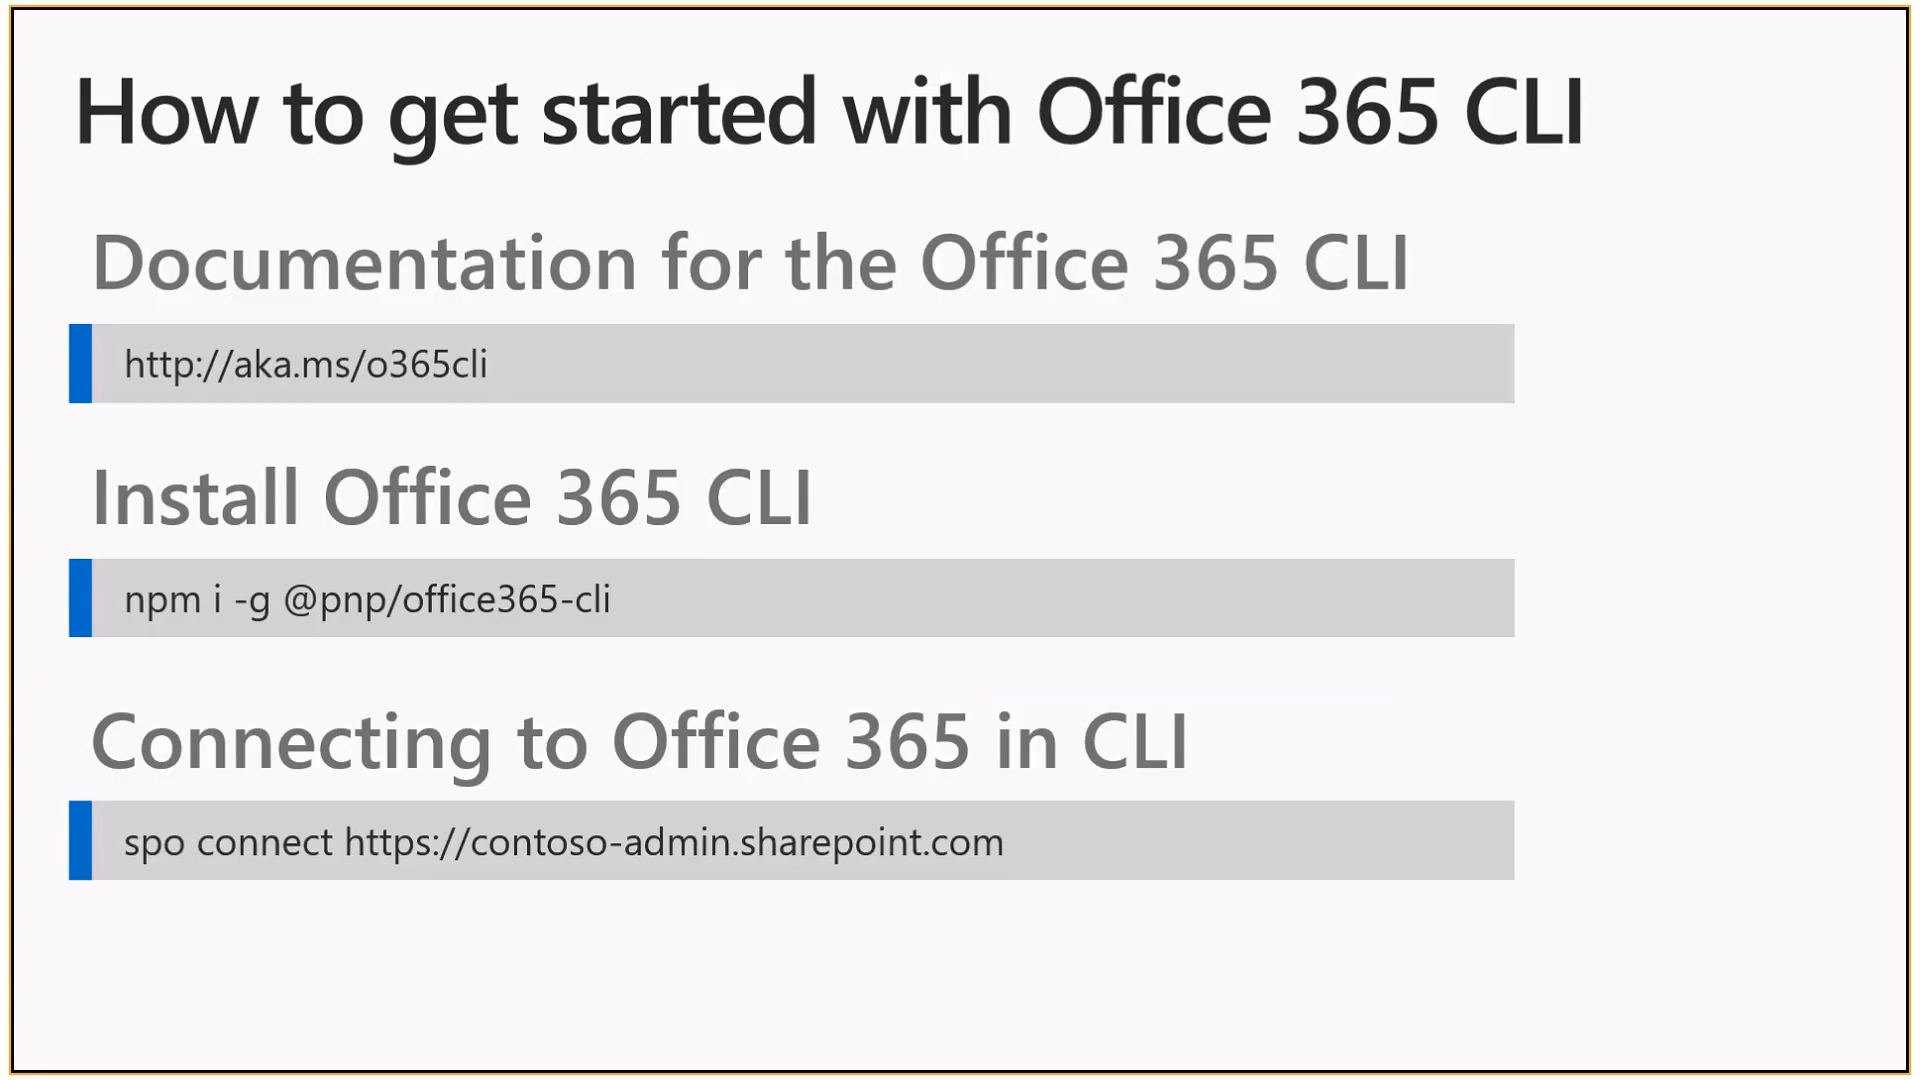 How to get started with Office 365 CLI
Documentation for the Office 365 CLI
http://aka.ms/o365cli
Install Office 365 CLI
npm i -g @pnp/office365-cli
Connecting to Office 365 in CLI
spo connect https://contoso-admin.sharepoint.com